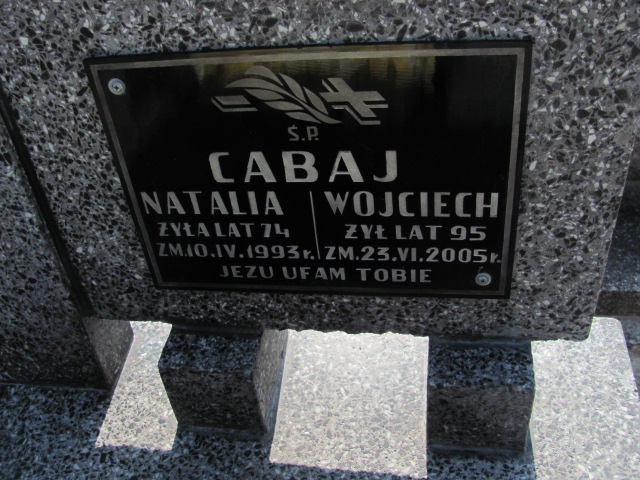 Ś.P.
CABAJ
NATALIA WOJCIECH
ŻYŁA LAT 74 ŻYŁ LAT 95
ZM.10.IV.1993r. ZM.23.VI.2005r.
JEZU UFAM TOBIE